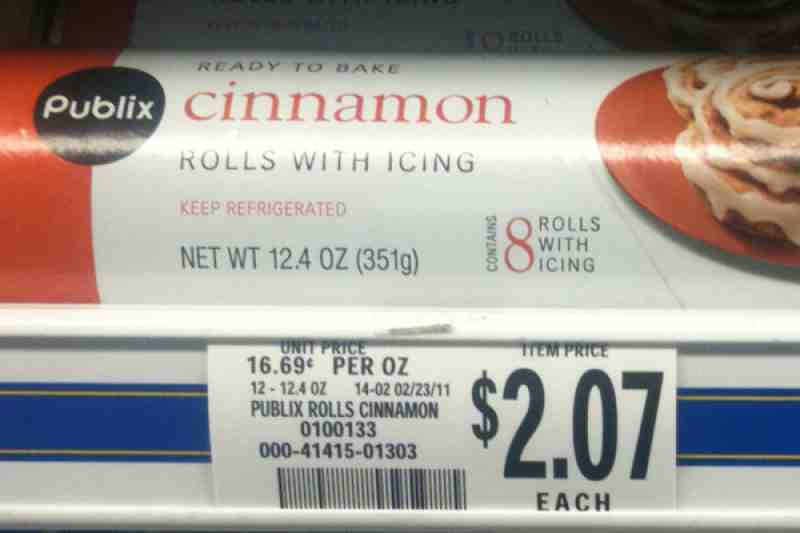 10 ROLLS
READY TO BAKE
Publix
cinnamon
ROLLS WITH ICING
KEEP REFRIGERATED
NET WT 12.4 OZ (351g)
CONTAINS
8 ROLLS
WITH
ICING
UNIT PRICE
16.69¢ PER OZ
12 - 12.4 OZ 14-02 02/23/11
PUBLIX ROLLS CINNAMON
0100133
000-41415-01303
ITEM PRICE
$2.07
EACH